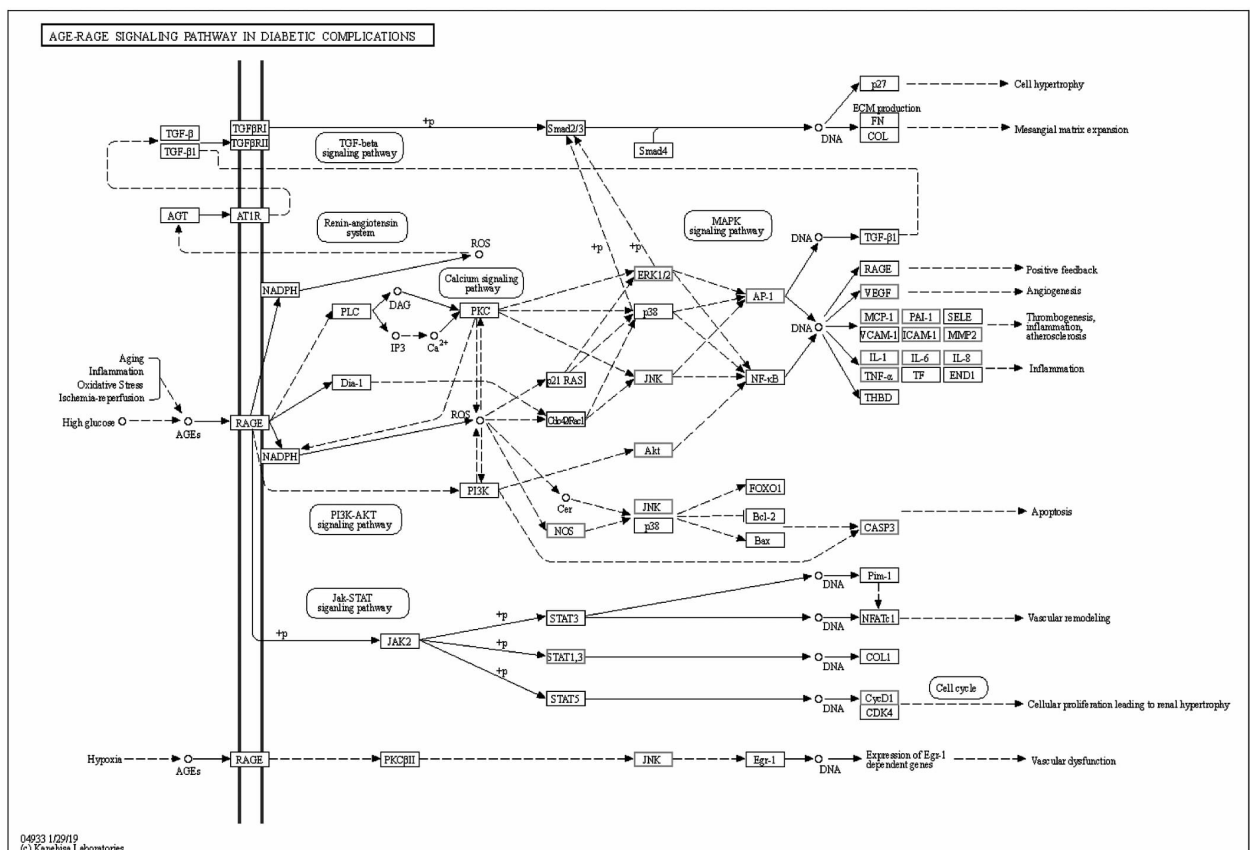 AGE-RAGE SIGNALING PATHWAY IN DIABETIC COMPLICATIONS
p27
Cell hypertrophy
ECM production
TGF-β
TGFβRI
+p
Smad2/3
DNA
FN
Mesangial matrix expansion
TGF-β1
TGFβRII
TGF-beta
signaling pathway
Smad4
COL
AGT
AT1R
Renin-angiotensin
system
MAPK
signaling pathway
DNA
TGF-β1
ROS
+p
+p
NADPH
Calcium signaling
pathway
ERK1/2
RAGE
Positive feedback
DAG
AP-1
VEGF
Angiogenesis
PLC
PKC
p38
MCP-1
PAI-1
SELE
Thrombogenesis,
inflammation,
atherosclerosis
IP3
Ca2+
DNA
VCAM-1
ICAM-1
MMP2
Aging
Inflammation
Oxidative Stress
Ischemia-reperfusion
Dia-1
p21 RAS
JNK
NF-κB
IL-1
IL-6
IL-8
Inflammation
TNF-α
TF
END1
THBD
High glucose
AGEs
RAGE
ROS
NADPH
Akt
PI3K
Cer
JNK
FOXO1
PI3K-AKT
signaling pathway
NOS
p38
Bcl-2
CASP3
Apoptosis
Bax
DNA
Pim-1
Jak-STAT
siganling pathway
+p
STAT3
DNA
NFATc1
Vascular remodeling
+p
JAK2
+p
STAT1,3
DNA
COL1
+p
STAT5
DNA
CycD1
CDK4
Cell cycle
Cellular proliferation leading to renal hypertrophy
Hypoxia
AGEs
RAGE
PKCβII
JNK
Egr-1
DNA
Expression of Egr-1
dependent genes
Vascular dysfunction
04933 1/29/19
(c) Kanehisa Laboratories